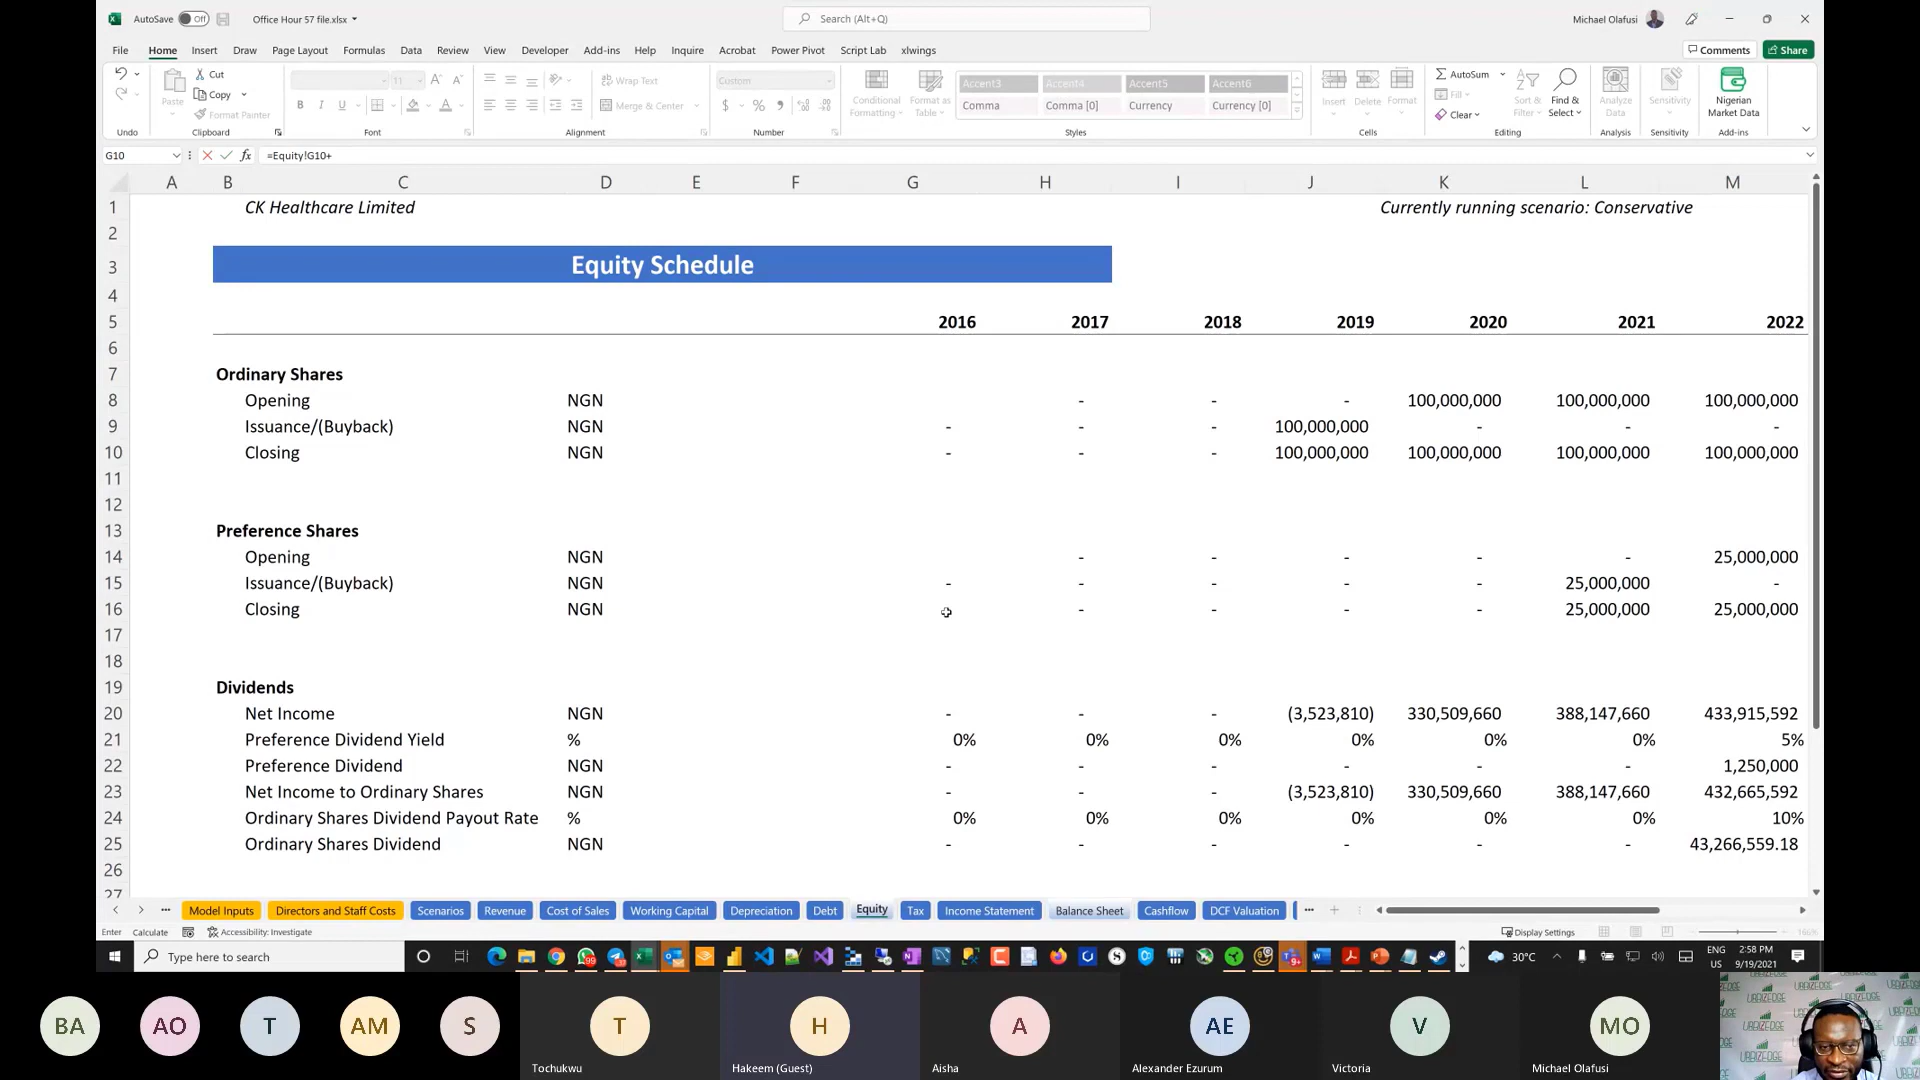 AutoSave Off Office Hour 57 file.xlsx Search (Alt+Q) Michael Olafusi
File Home Insert Draw Page Layout Formulas Data Review View Developer Add-ins Help Inquire Acrobat Power Pivot Script Lab xlwings Comments Share
Cut
Copy
Format Painter
Paste
11
Wrap Text
Merge & Center
Custom
Conditional Formatting
Format as Table
Accent3 Accent4 Accent5 Accent6
Comma Comma [0] Currency Currency [0]
Insert Delete Format
AutoSum
Fill
Clear
Sort & Filter
Find & Select
Analyze Data
Sensitivity
Nigerian Market Data
Undo Clipboard Font Alignment Number Styles Cells Editing Analysis Sensitivity Add-ins
G10 fx =Equity!G10+
A B C D E F G H I J K L M
1 CK Healthcare Limited Currently running scenario: Conservative
2
3 Equity Schedule
4
5 2016 2017 2018 2019 2020 2021 2022
6
7 Ordinary Shares
8 Opening NGN - - - 100,000,000 100,000,000 100,000,000
9 Issuance/(Buyback) NGN - - - 100,000,000 - - -
10 Closing NGN - - - 100,000,000 100,000,000 100,000,000 100,000,000
11
12
13 Preference Shares
14 Opening NGN - - - - - 25,000,000
15 Issuance/(Buyback) NGN - - - - - 25,000,000 -
16 Closing NGN - - - - - 25,000,000 25,000,000
17
18
19 Dividends
20 Net Income NGN - - - (3,523,810) 330,509,660 388,147,660 433,915,592
21 Preference Dividend Yield % 0% 0% 0% 0% 0% 0% 5%
22 Preference Dividend NGN - - - - - - 1,250,000
23 Net Income to Ordinary Shares NGN - - - (3,523,810) 330,509,660 388,147,660 432,665,592
24 Ordinary Shares Dividend Payout Rate % 0% 0% 0% 0% 0% 0% 10%
25 Ordinary Shares Dividend NGN - - - - - - 43,266,559.18
26
27
Model Inputs Directors and Staff Costs Scenarios Revenue Cost of Sales Working Capital Depreciation Debt Equity Tax Income Statement Balance Sheet Cashflow DCF Valuation
Enter Calculate Accessibility: Investigate Display Settings 166%
Type here to search 30°C ENG US 2:58 PM 9/19/2021
BA AO T AM S T H A AE V MO
Tochukwu Hakeem (Guest) Aisha Alexander Ezurum Victoria Michael Olafusi
URBIZEDGE